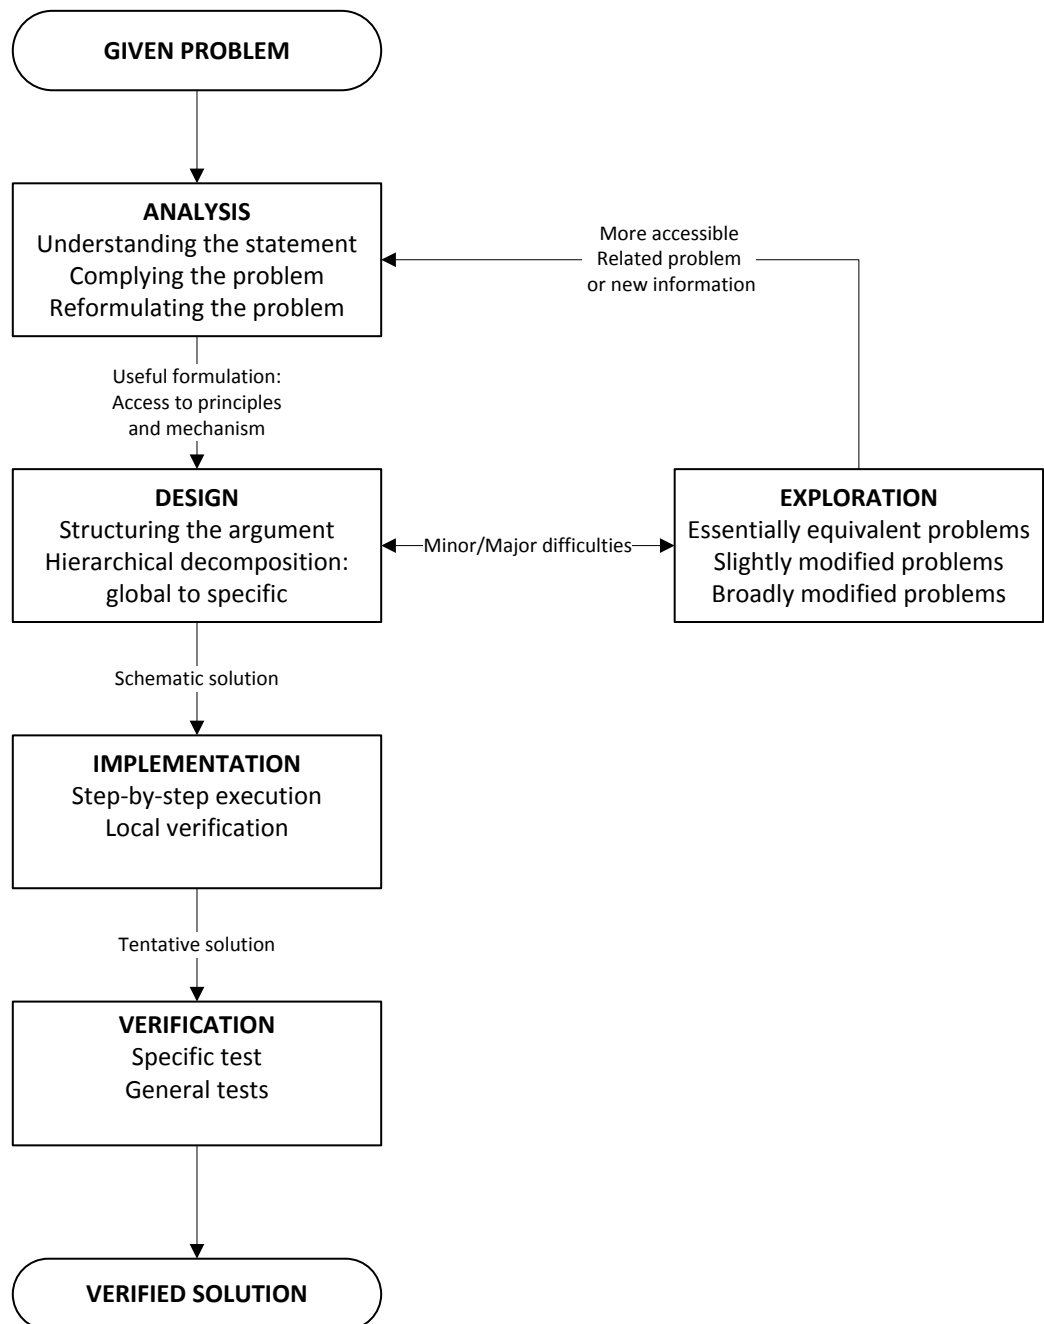 GIVEN PROBLEM
ANALYSIS
Understanding the statement
Complying the problem
Reformulating the problem
More accessible
Related problem
or new information
Useful formulation:
Access to principles
and mechanism
DESIGN
Structuring the argument
Hierarchical decomposition:
global to specific
Minor/Major difficulties
EXPLORATION
Essentially equivalent problems
Slightly modified problems
Broadly modified problems
Schematic solution
IMPLEMENTATION
Step-by-step execution
Local verification
Tentative solution
VERIFICATION
Specific test
General tests
VERIFIED SOLUTION